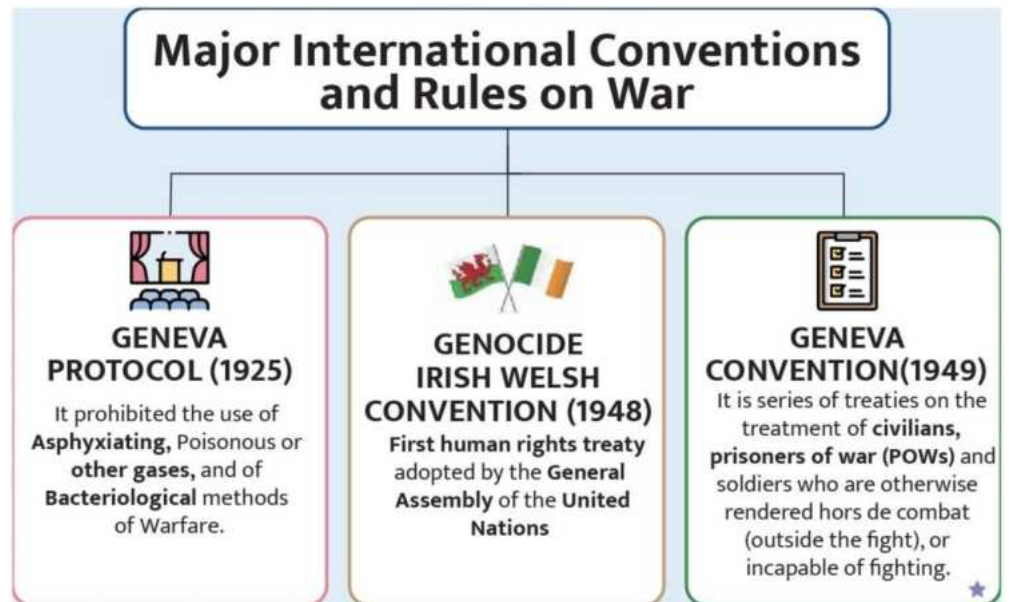 Major International Conventions
and Rules on War
GENEVA
PROTOCOL (1925)
It prohibited the use of
Asphyxiating, Poisonous or
other gases, and of
Bacteriological methods
of Warfare.
GENOCIDE
IRISH WELSH
CONVENTION (1948)
First human rights treaty
adopted by the General
Assembly of the United
Nations
GENEVA
CONVENTION(1949)
It is series of treaties on the
treatment of civilians,
prisoners of war (POWs) and
soldiers who are otherwise
rendered hors de combat
(outside the fight), or
incapable of fighting.